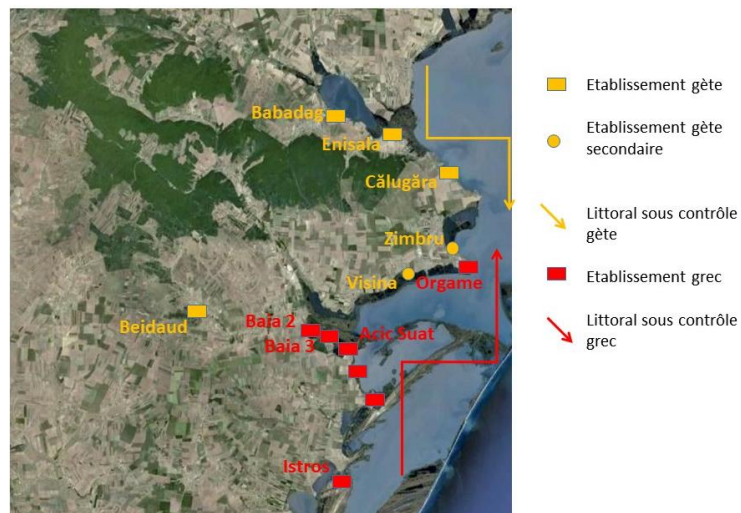 Babadag
Enisala
Călugăra
Zimbru
Visina
Orgame
Beidaud
Baia 2
Acic Suat
Baia 3
Istros
Etablissement gète
Etablissement gète
secondaire
Littoral sous contrôle
gète
Etablissement grec
Littoral sous contrôle
grec